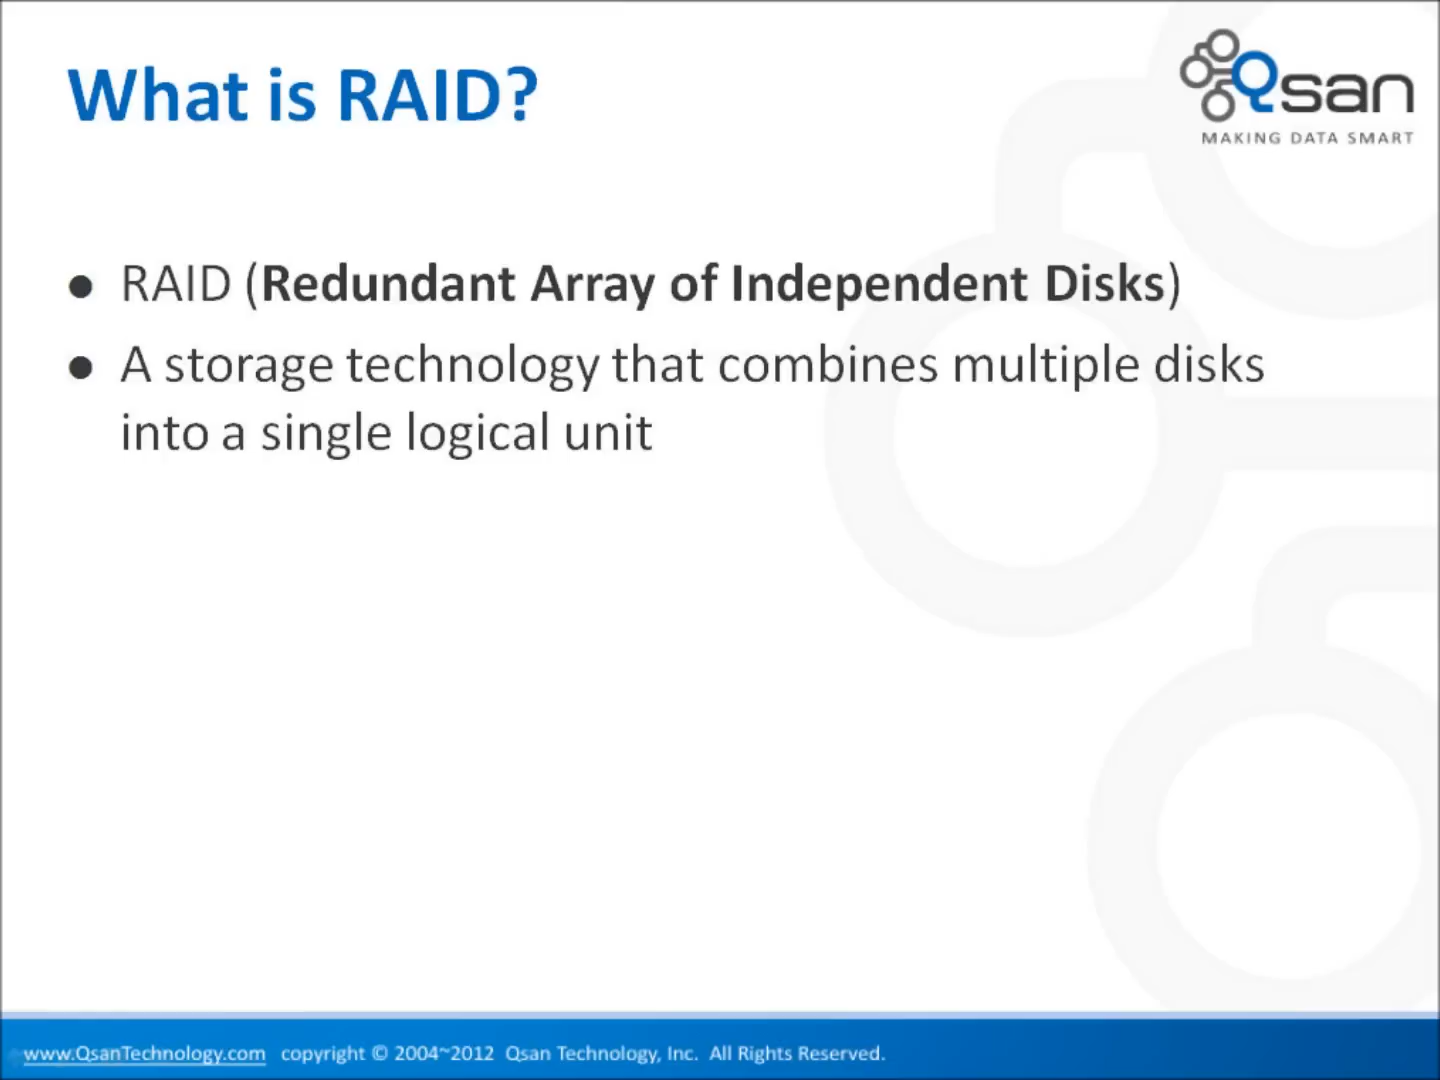 What is RAID?
Qsan
MAKING DATA SMART
● RAID (Redundant Array of Independent Disks)
● A storage technology that combines multiple disks
into a single logical unit
www.QsanTechnology.com copyright © 2004~2012 Qsan Technology, Inc. All Rights Reserved.